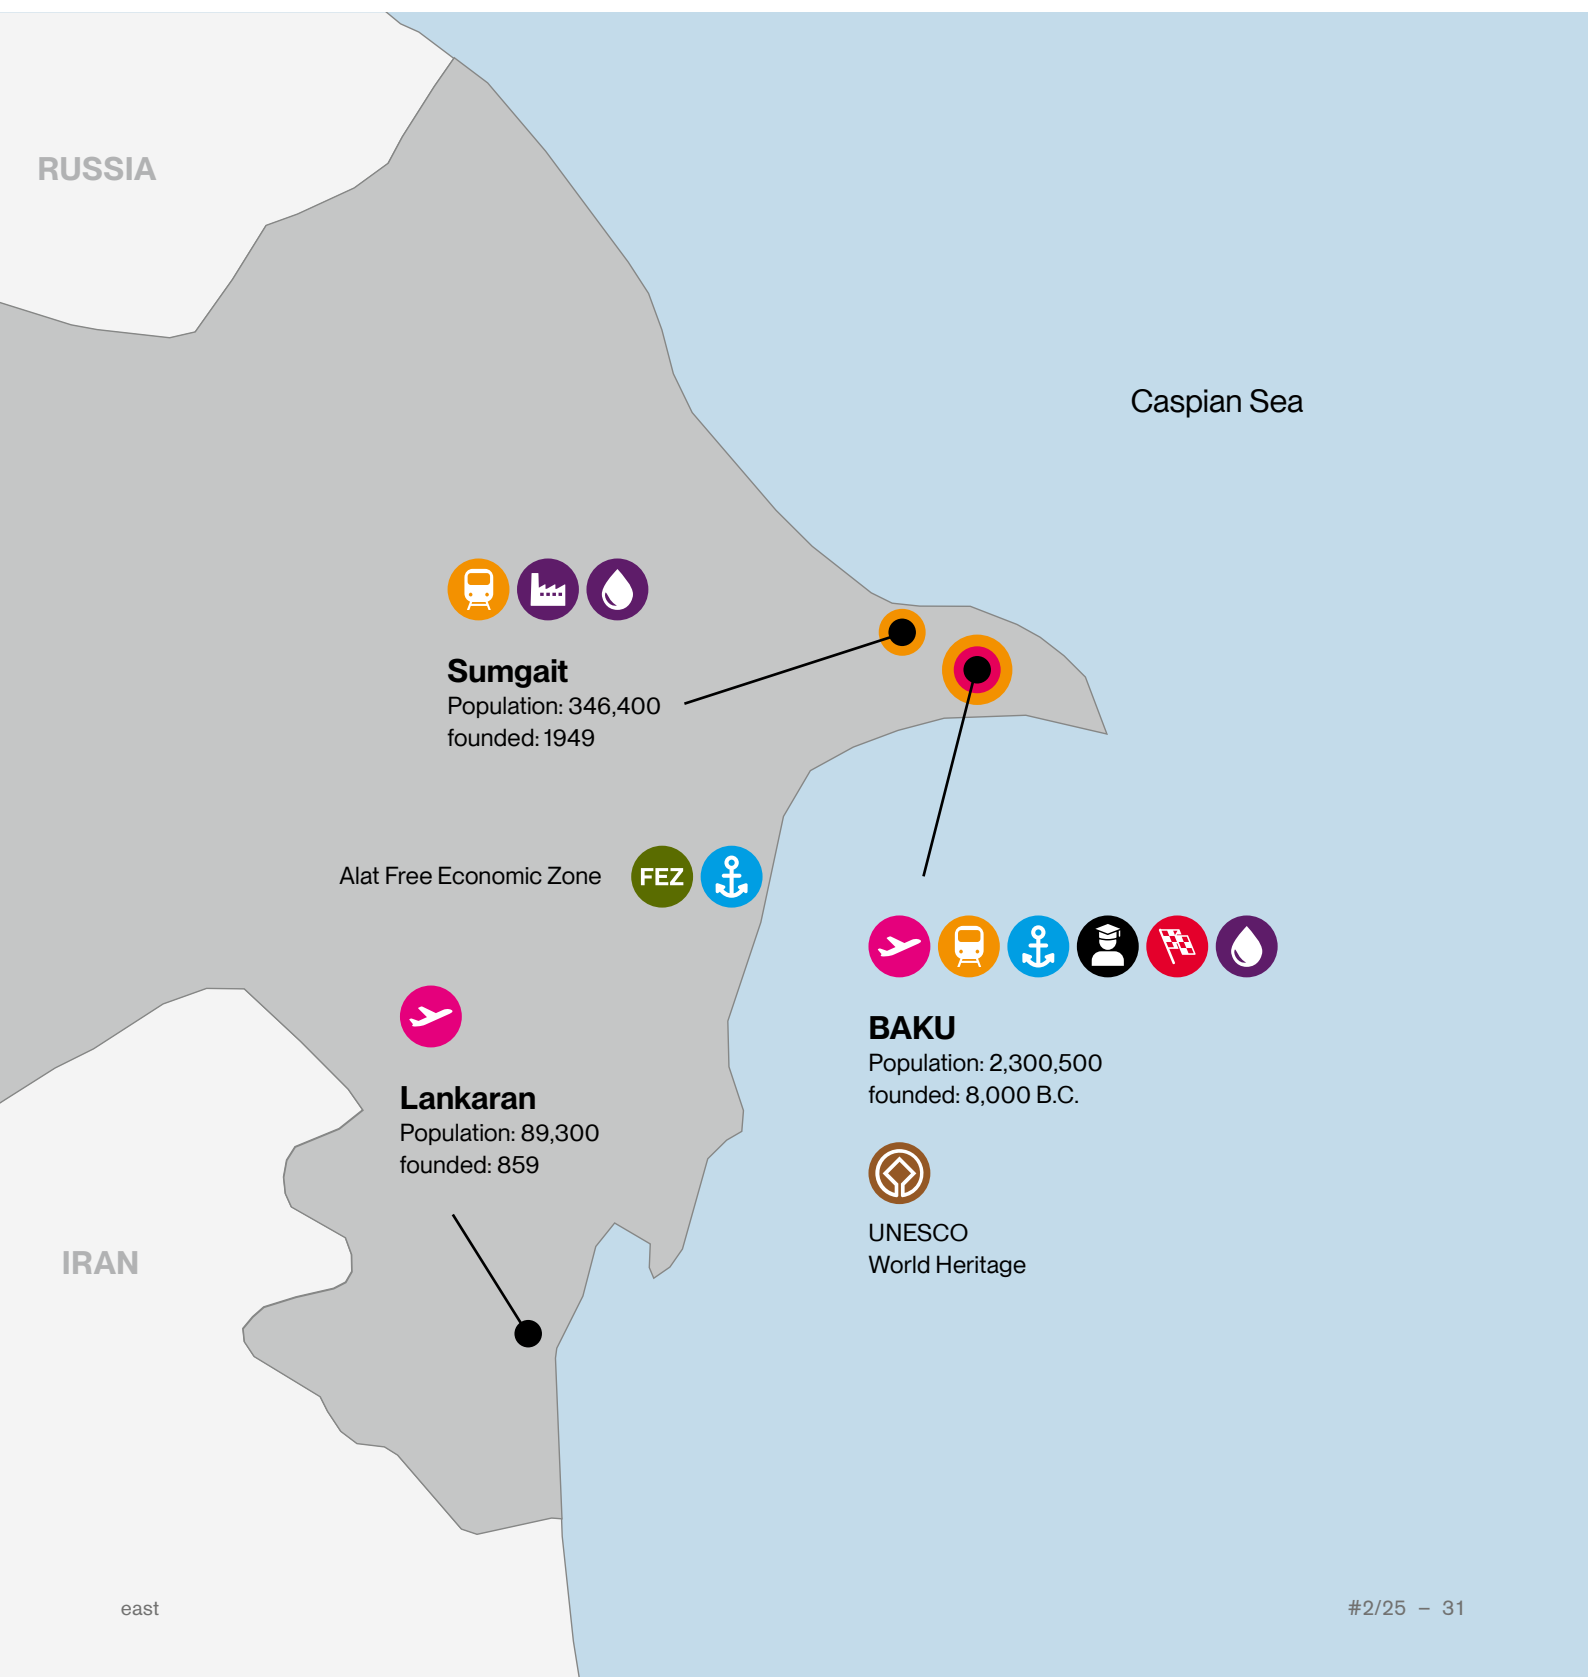 RUSSIA
Caspian Sea
Sumgait
Population: 346,400
founded: 1949
Alat Free Economic Zone
FEZ
BAKU
Population: 2,300,500
founded: 8,000 B.C.
Lankaran
Population: 89,300
founded: 859
UNESCO
World Heritage
IRAN
east
#2/25 – 31